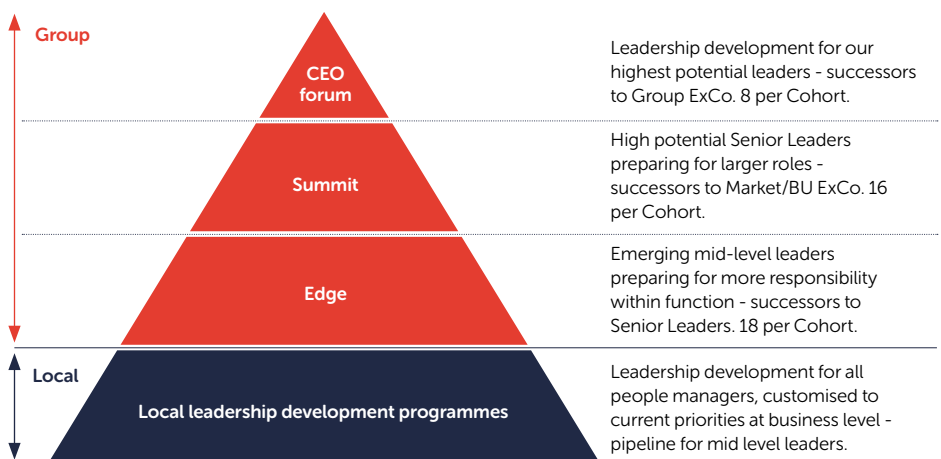 Group
CEO
forum
Leadership development for our
highest potential leaders - successors
to Group ExCo. 8 per Cohort.
Summit
High potential Senior Leaders
preparing for larger roles -
successors to Market/BU ExCo. 16
per Cohort.
Edge
Emerging mid-level leaders
preparing for more responsibility
within function - successors to
Senior Leaders. 18 per Cohort.
Local
Local leadership development programmes
Leadership development for all
people managers, customised to
current priorities at business level -
pipeline for mid level leaders.